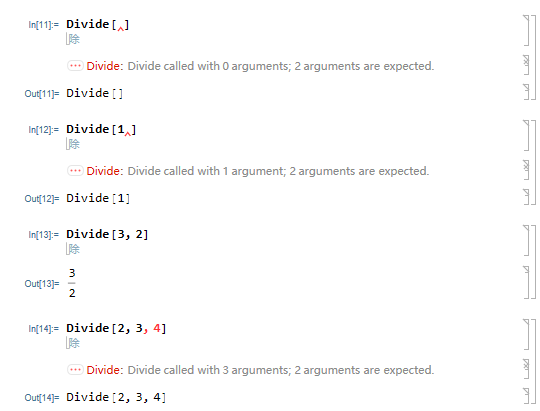 In[11]:= Divide[]
除
Divide: Divide called with 0 arguments; 2 arguments are expected.
Out[11]= Divide[]
In[12]:= Divide[1]
除
Divide: Divide called with 1 argument; 2 arguments are expected.
Out[12]= Divide[1]
In[13]:= Divide[3, 2]
除
Out[13]= 3
2
In[14]:= Divide[2, 3, 4]
除
Divide: Divide called with 3 arguments; 2 arguments are expected.
Out[14]= Divide[2, 3, 4]